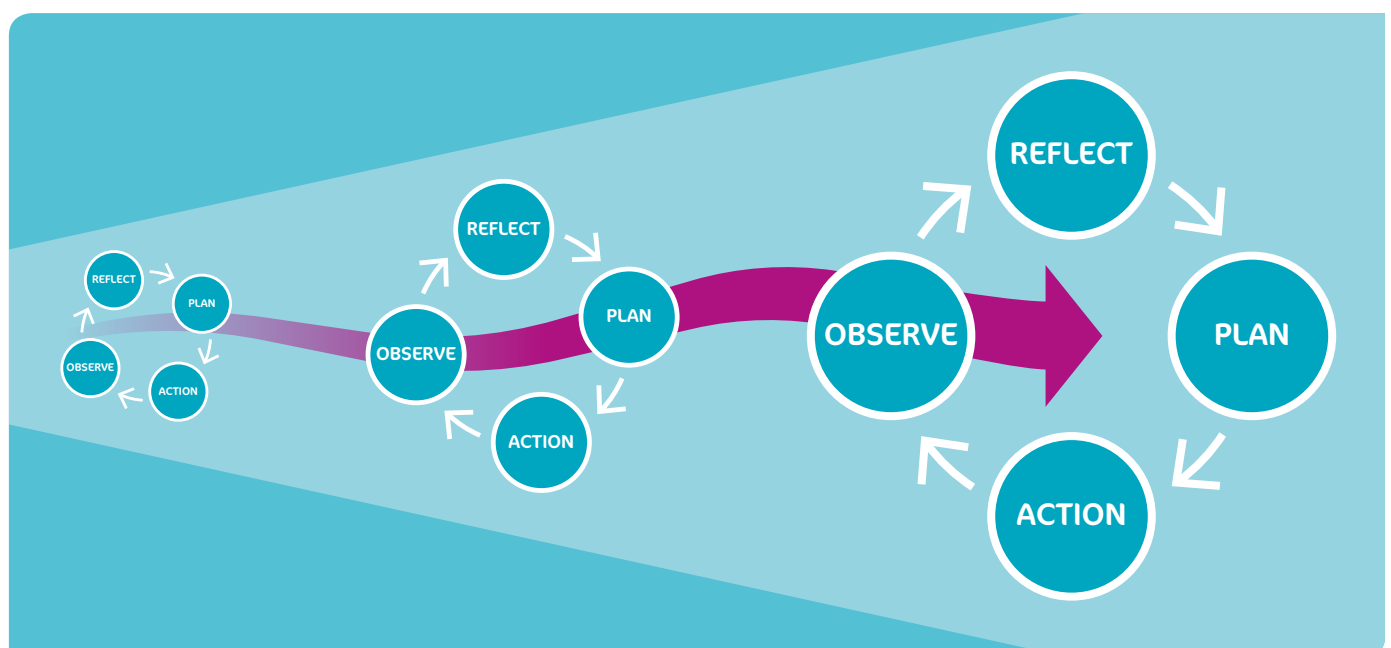 REFLECT
PLAN
OBSERVE
ACTION
REFLECT
PLAN
OBSERVE
ACTION
REFLECT
OBSERVE
PLAN
ACTION